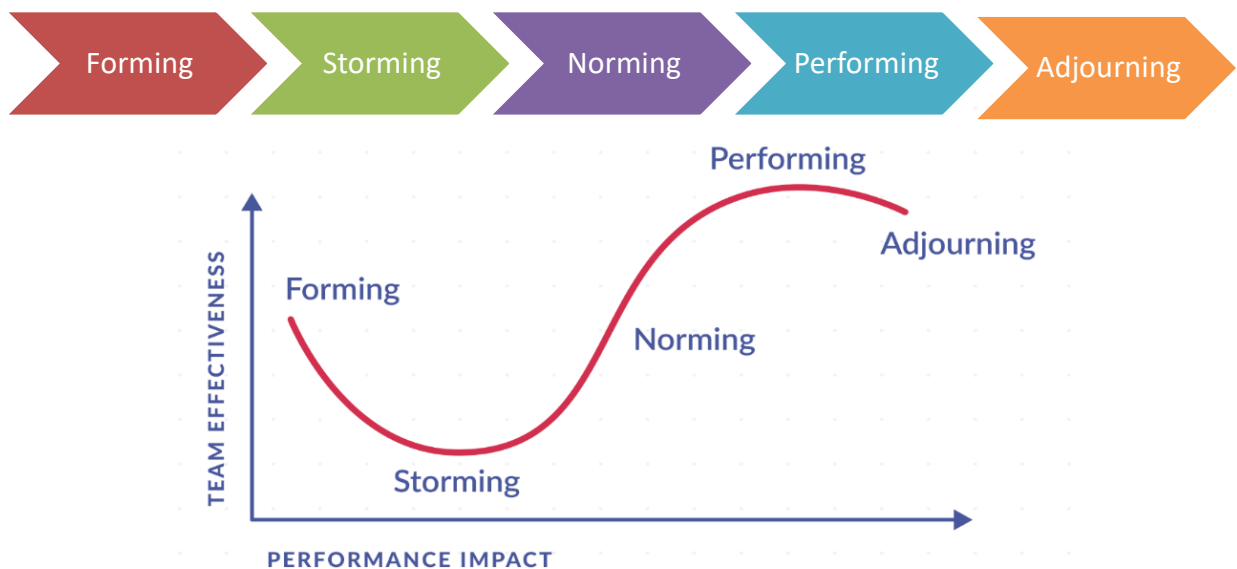 Forming
Storming
Norming
Performing
Adjourning
Performing
Adjourning
Forming
Norming
Storming
TEAM EFFECTIVENESS
PERFORMANCE IMPACT